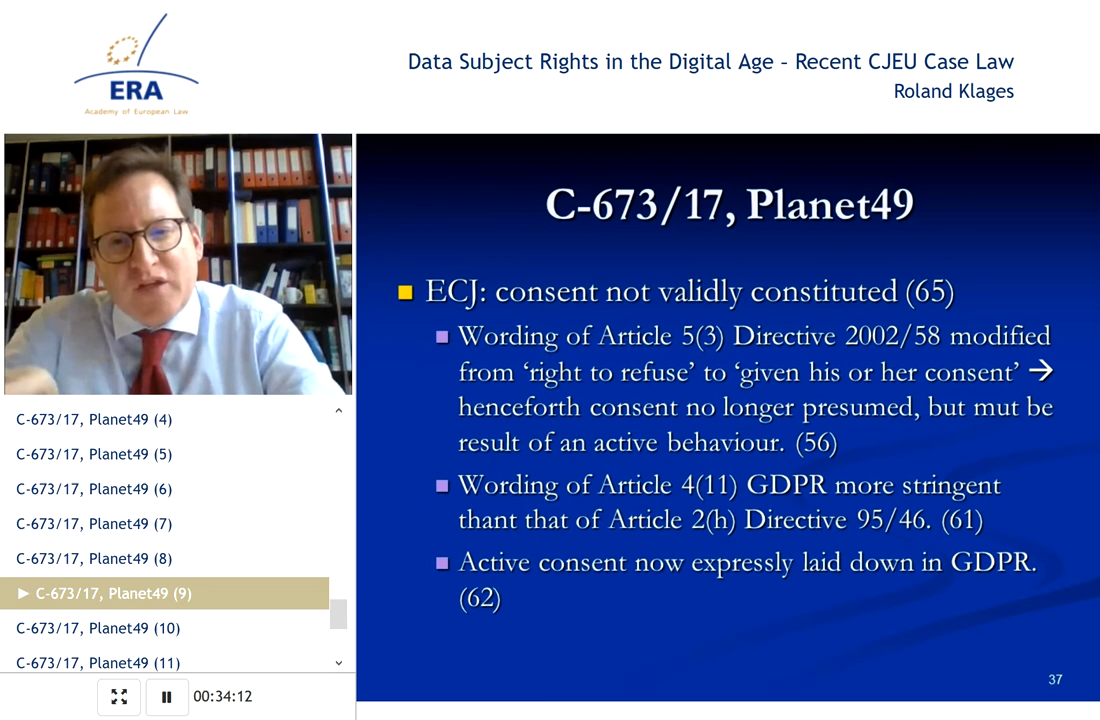 ERA
Academy of European Law
Data Subject Rights in the Digital Age - Recent CJEU Case Law
Roland Klages
C-673/17, Planet49
ECJ: consent not validly constituted (65)
Wording of Article 5(3) Directive 2002/58 modified
from ‘right to refuse’ to ‘given his or her consent’ →
henceforth consent no longer presumed, but mut be
result of an active behaviour. (56)
Wording of Article 4(11) GDPR more stringent
thant that of Article 2(h) Directive 95/46. (61)
Active consent now expressly laid down in GDPR.
(62)
37
C-673/17, Planet49 (4)
C-673/17, Planet49 (5)
C-673/17, Planet49 (6)
C-673/17, Planet49 (7)
C-673/17, Planet49 (8)
► C-673/17, Planet49 (9)
C-673/17, Planet49 (10)
C-673/17, Planet49 (11)
00:34:12